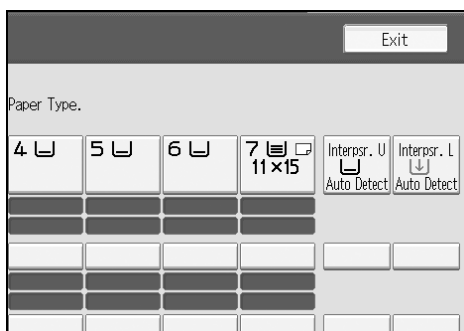 Exit
Paper Type.
4 5 6 7
11×15
Interpsr. U Interpsr. L
Auto Detect Auto Detect